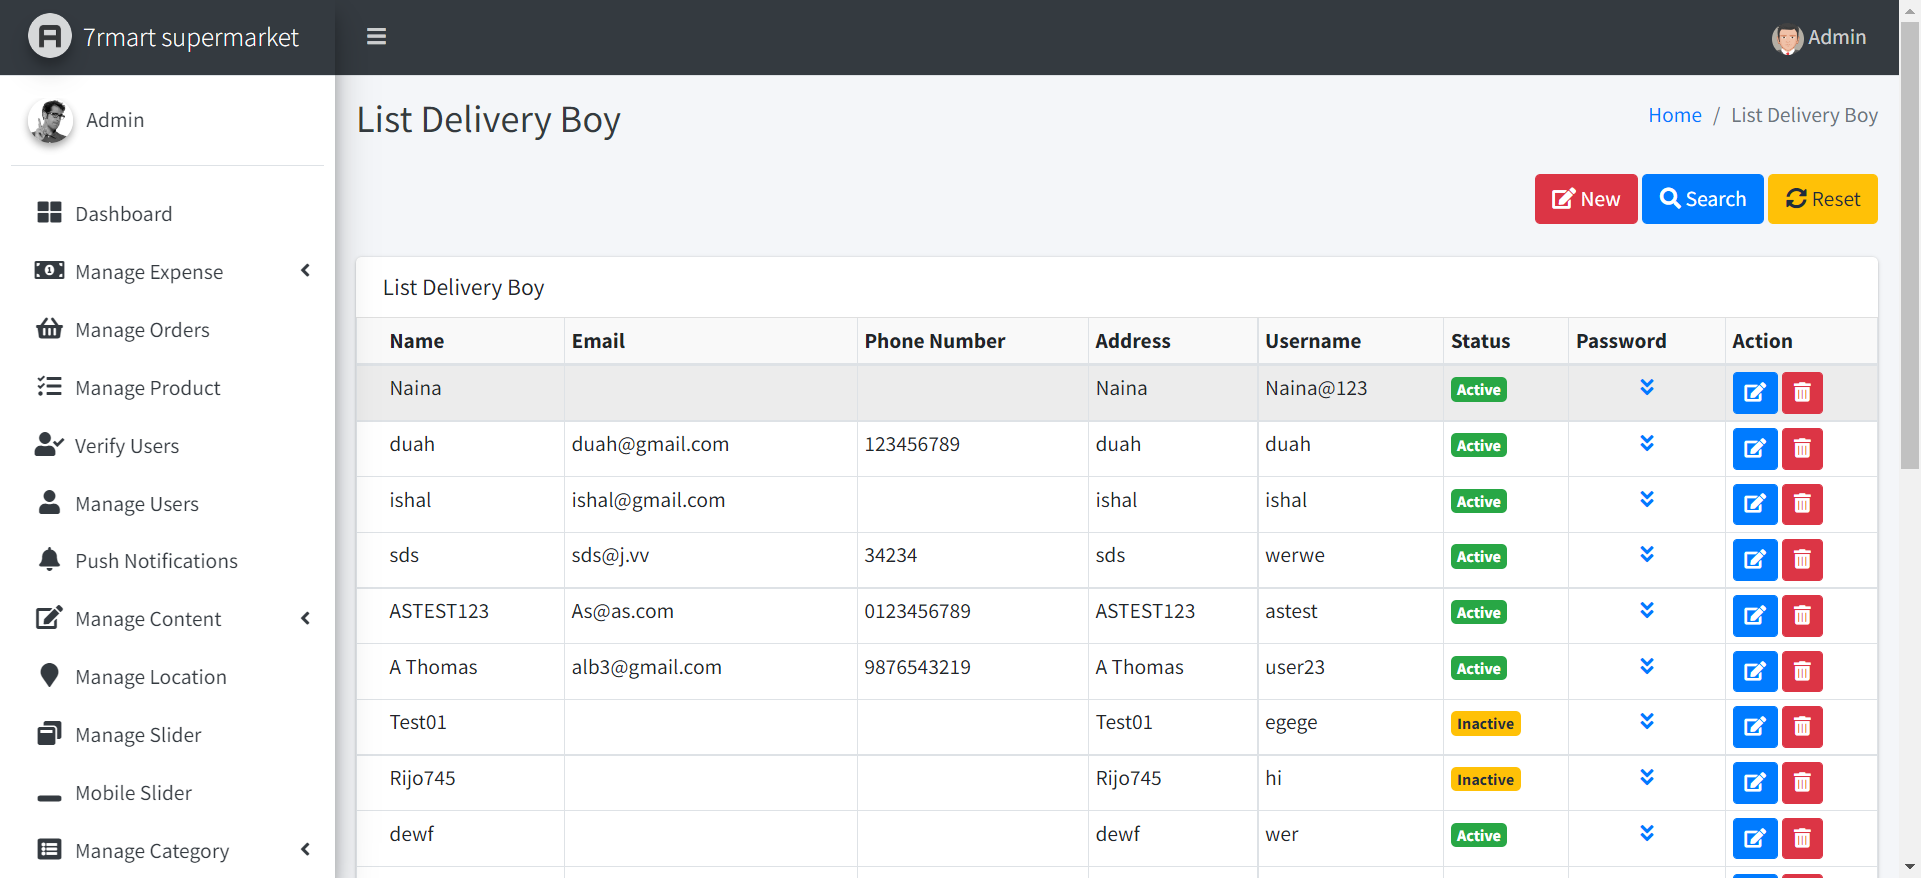 7rmart supermarket
Admin
Admin
Dashboard
Manage Expense
Manage Orders
Manage Product
Verify Users
Manage Users
Push Notifications
Manage Content
Manage Location
Manage Slider
Mobile Slider
Manage Category
List Delivery Boy
Home / List Delivery Boy
New Search Reset
List Delivery Boy
Name Email Phone Number Address Username Status Password Action
Naina Naina Naina@123 Active
duah duah@gmail.com 123456789 duah duah Active
ishal ishal@gmail.com ishal ishal Active
sds sds@j.vv 34234 sds werwe Active
ASTEST123 As@as.com 0123456789 ASTEST123 astest Active
A Thomas alb3@gmail.com 9876543219 A Thomas user23 Active
Test01 Test01 egege Inactive
Rijo745 Rijo745 hi Inactive
dewf dewf wer Active